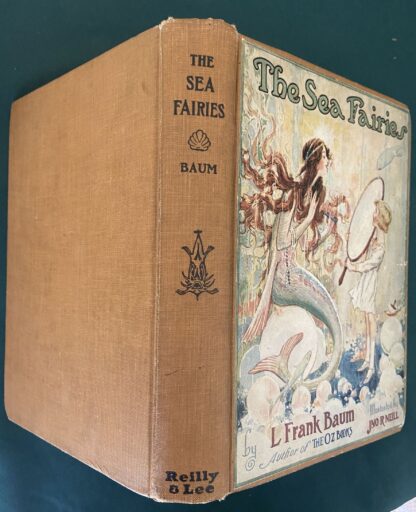 THE
SEA
FAIRIES
BAUM
Reilly
& Lee
The Sea Fairies
by L Frank Baum
Author of THE OZ BOOKS
Illustrated by
JNO R NEILL